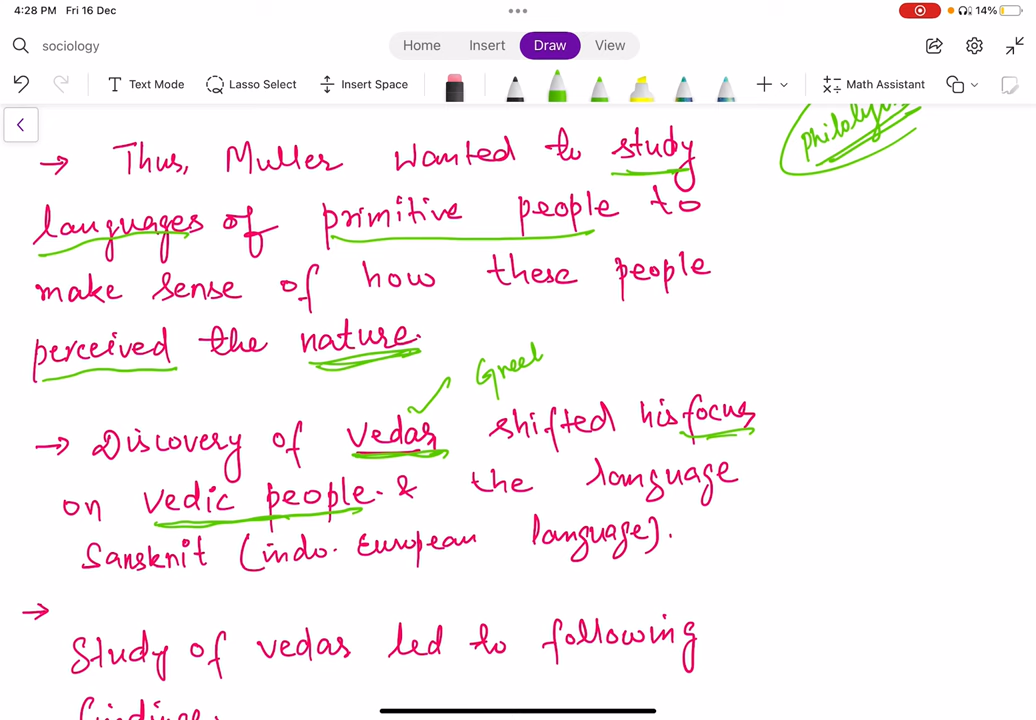 4:28 PM Fri 16 Dec
14%
sociology
Home Insert Draw View
Text Mode Lasso Select Insert Space Math Assistant
→ Thus, Muller wanted to study
languages of primitive people to
make sense of how these people
perceived the nature.
Greek
→ Discovery of vedas shifted his focus
on vedic people & the language
Sansknit (indo. European language).
→
Study of vedas led to following
findings.